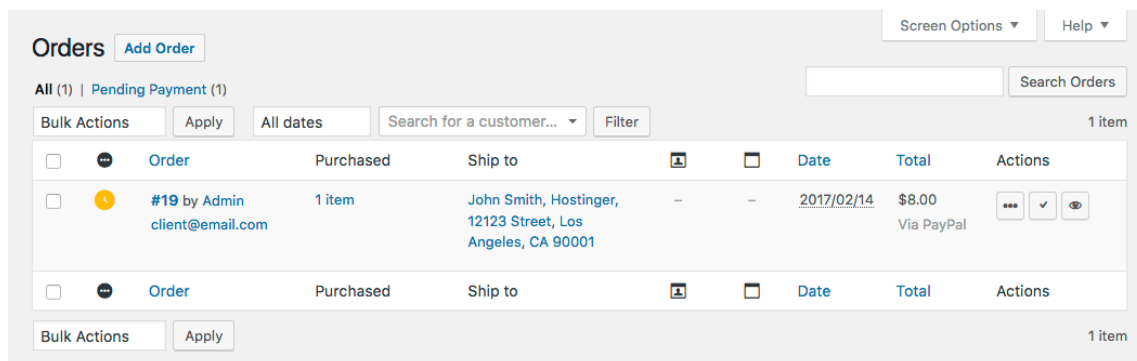 Screen Options ▼ Help ▼
Orders Add Order
All (1) | Pending Payment (1)
Search Orders
Bulk Actions Apply All dates Search for a customer... Filter 1 item
Order Purchased Ship to Date Total Actions
#19 by Admin 1 item John Smith, Hostinger, – – 2017/02/14 $8.00
client@email.com 12123 Street, Los Via PayPal
Angeles, CA 90001
Order Purchased Ship to Date Total Actions
Bulk Actions Apply 1 item